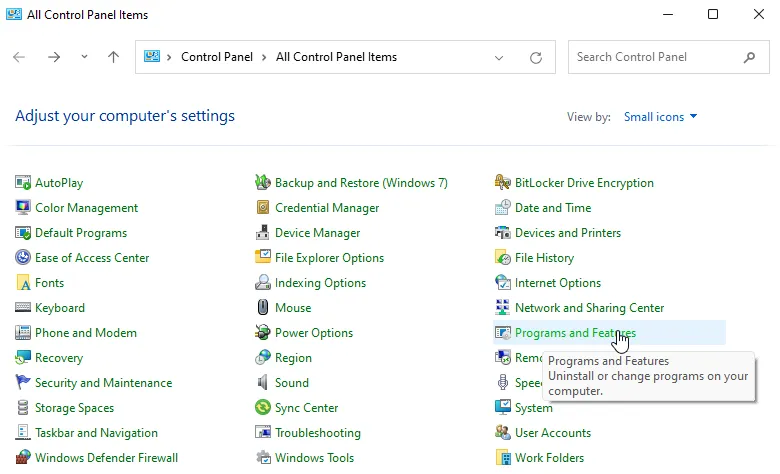 All Control Panel Items
Control Panel > All Control Panel Items
Search Control Panel
Adjust your computer's settings
View by: Small icons
AutoPlay
Backup and Restore (Windows 7)
BitLocker Drive Encryption
Color Management
Credential Manager
Date and Time
Default Programs
Device Manager
Devices and Printers
Ease of Access Center
File Explorer Options
File History
Fonts
Indexing Options
Internet Options
Keyboard
Mouse
Network and Sharing Center
Phone and Modem
Power Options
Programs and Features
Recovery
Region
Programs and Features
Uninstall or change programs on your
computer.
Security and Maintenance
Sound
Storage Spaces
Sync Center
System
Taskbar and Navigation
Troubleshooting
User Accounts
Windows Defender Firewall
Windows Tools
Work Folders